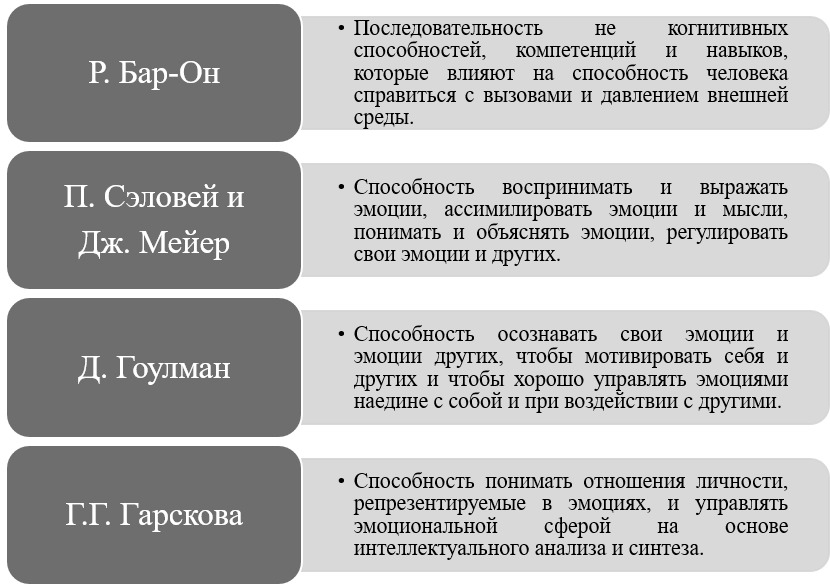 Р. Бар-Он
• Последовательность не когнитивных
способностей, компетенций и навыков,
которые влияют на способность человека
справиться с вызовами и давлением внешней
среды.
П. Сэловей и
Дж. Мейер
• Способность воспринимать и выражать
эмоции, ассимилировать эмоции и мысли,
понимать и объяснять эмоции, регулировать
свои эмоции и других.
Д. Гоулман
• Способность осознавать свои эмоции и
эмоции других, чтобы мотивировать себя и
других и чтобы хорошо управлять эмоциями
наедине с собой и при воздействии с другими.
Г.Г. Гарскова
• Способность понимать отношения личности,
репрезентируемые в эмоциях, и управлять
эмоциональной сферой на основе
интеллектуального анализа и синтеза.